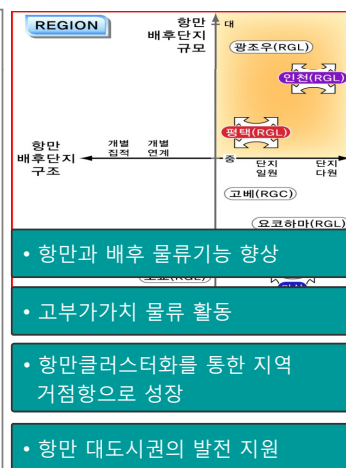 REGION
항만
배후단지
규모
대
광조우(RGL)
인천(RGL)
평택(RGL)
항만
배후단지
구조
개별
집적
개별
연계
중
단지
일원
단지
다원
고베(RGC)
요코하마(RGL)
• 항만과 배후 물류기능 향상
• 고부가가치 물류 활동
• 항만클러스터화를 통한 지역
거점항으로 성장
• 항만 대도시권의 발전 지원